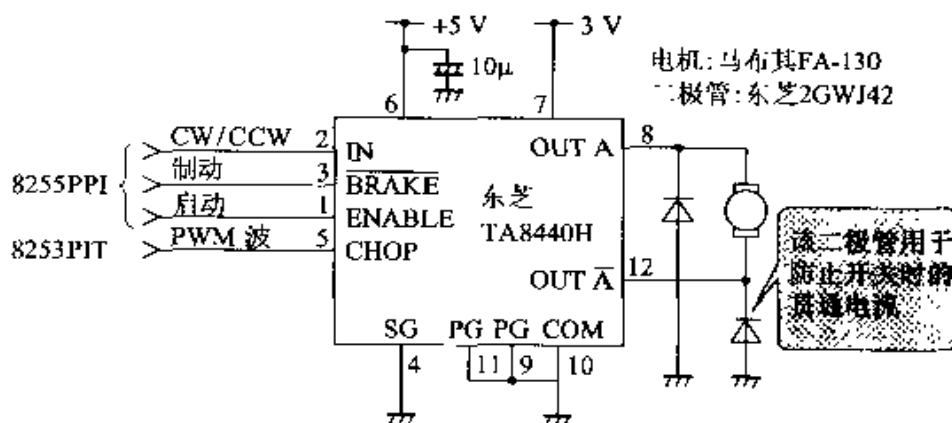 +5 V
3 V
10μ
电机:马布其FA-130
二极管:东芝2GWJ42
6
7
CW/CCW
2
IN
OUT A
8
制动
3
BRAKE
8255PPI
启动
1
ENABLE
东芝
TA8440H
8253PIT
PWM 波
5
CHOP
OUT A
12
该二极管用于
防止开关时的
贯通电流
SG
PG
PG
COM
4
11
9
10